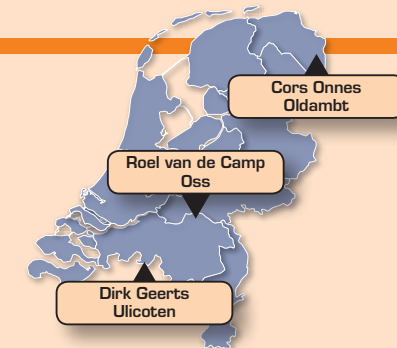 Cors Onnes
Oldambt
Roel van de Camp
Oss
Dirk Geerts
Ulicoten